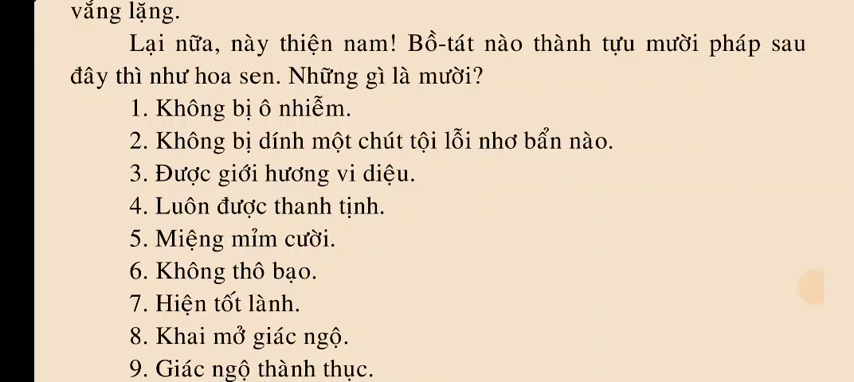 vắng lặng.
Lại nữa, này thiện nam! Bồ-tát nào thành tựu mười pháp sau
đây thì như hoa sen. Những gì là mười?
1. Không bị ô nhiễm.
2. Không bị dính một chút tội lỗi nhơ bẩn nào.
3. Được giới hương vi diệu.
4. Luôn được thanh tịnh.
5. Miệng mỉm cười.
6. Không thô bạo.
7. Hiện tốt lành.
8. Khai mở giác ngộ.
9. Giác ngộ thành thục.